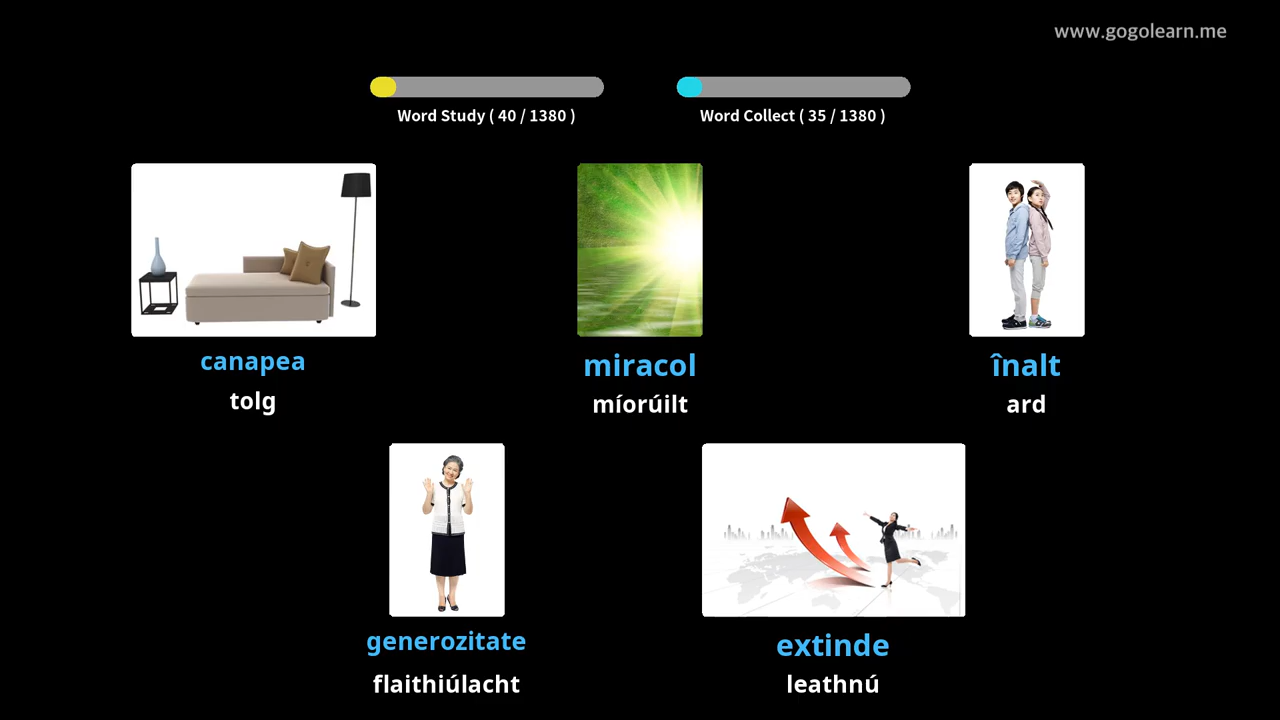 www.gogolearn.me
Word Study ( 40 / 1380 )
Word Collect ( 35 / 1380 )
canapea
tolg
miracol
míorúilt
înalt
ard
generozitate
flaithiúlacht
extinde
leathnú